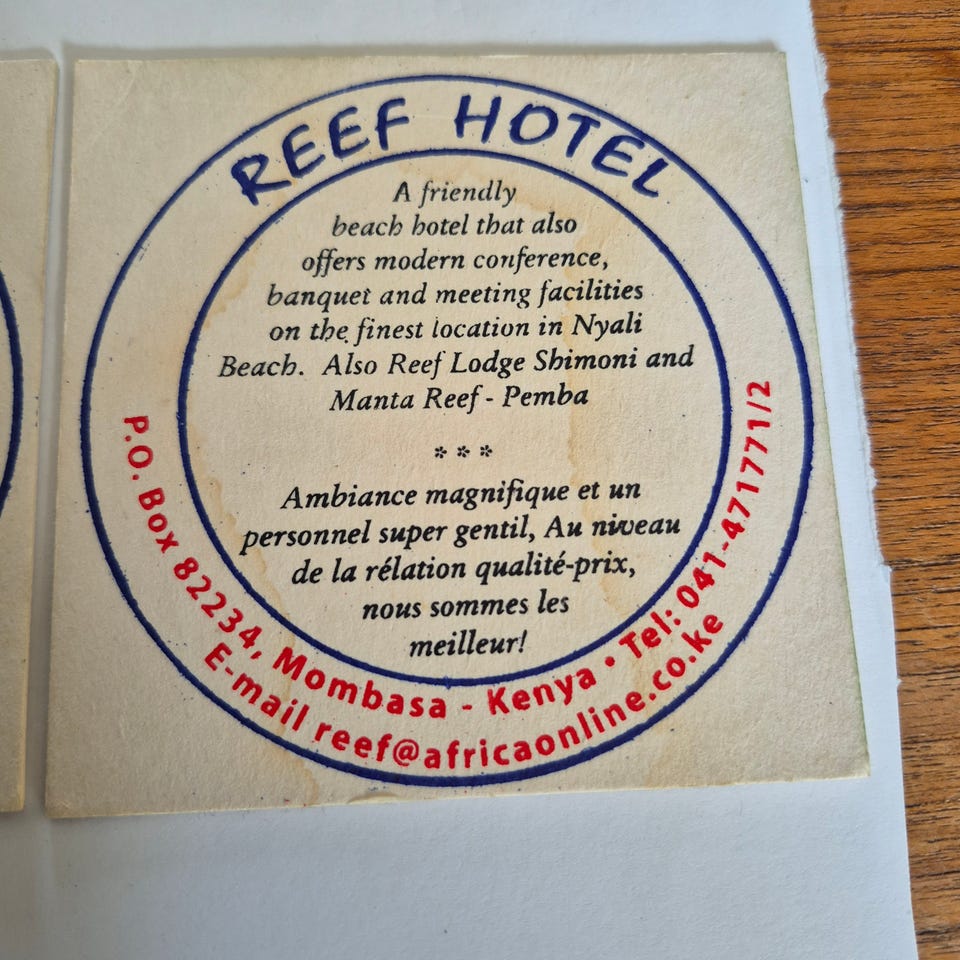 REEF HOTEL
A friendly
beach hotel that also
offers modern conference,
banquet and meeting facilities
on the finest location in Nyali
Beach. Also Reef Lodge Shimoni and
Manta Reef - Pemba
* * *
Ambiance magnifique et un
personnel super gentil, Au niveau
de la rélation qualité-prix,
nous sommes les
meilleur!
P.O. Box 82234, Mombasa - Kenya • Tel: 041-471771/2
E-mail reef@africaonline.co.ke